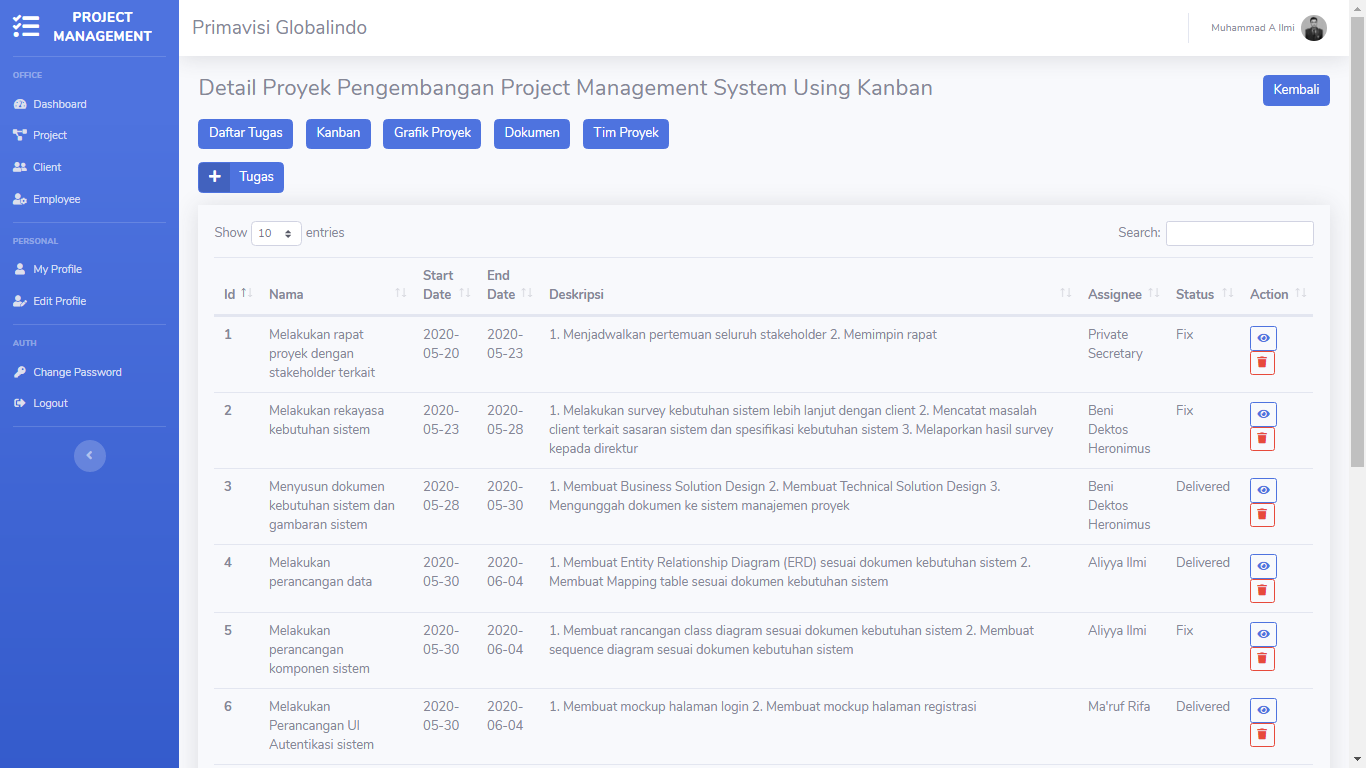 PROJECT
MANAGEMENT
OFFICE
Dashboard
Project
Client
Employee
PERSONAL
My Profile
Edit Profile
AUTH
Change Password
Logout
Primavisi Globalindo
Muhammad A Ilmi
Detail Proyek Pengembangan Project Management System Using Kanban
Kembali
Daftar Tugas Kanban Grafik Proyek Dokumen Tim Proyek
+ Tugas
Show 10 entries
Search:
Id Nama Start Date End Date Deskripsi Assignee Status Action
1 Melakukan rapat proyek dengan stakeholder terkait 2020-05-20 2020-05-23 1. Menjadwalkan pertemuan seluruh stakeholder 2. Memimpin rapat Private Secretary Fix
2 Melakukan rekayasa kebutuhan sistem 2020-05-23 2020-05-28 1. Melakukan survey kebutuhan sistem lebih lanjut dengan client 2. Mencatat masalah client terkait sasaran sistem dan spesifikasi kebutuhan sistem 3. Melaporkan hasil survey kepada direktur Beni Dektos Heronimus Fix
3 Menyusun dokumen kebutuhan sistem dan gambaran sistem 2020-05-28 2020-05-30 1. Membuat Business Solution Design 2. Membuat Technical Solution Design 3. Mengunggah dokumen ke sistem manajemen proyek Beni Dektos Heronimus Delivered
4 Melakukan perancangan data 2020-05-30 2020-06-04 1. Membuat Entity Relationship Diagram (ERD) sesuai dokumen kebutuhan sistem 2. Membuat Mapping table sesuai dokumen kebutuhan sistem Aliyya Ilmi Delivered
5 Melakukan perancangan komponen sistem 2020-05-30 2020-06-04 1. Membuat rancangan class diagram sesuai dokumen kebutuhan sistem 2. Membuat sequence diagram sesuai dokumen kebutuhan sistem Aliyya Ilmi Fix
6 Melakukan Perancangan UI Autentikasi sistem 2020-05-30 2020-06-04 1. Membuat mockup halaman login 2. Membuat mockup halaman registrasi Ma'ruf Rifa Delivered